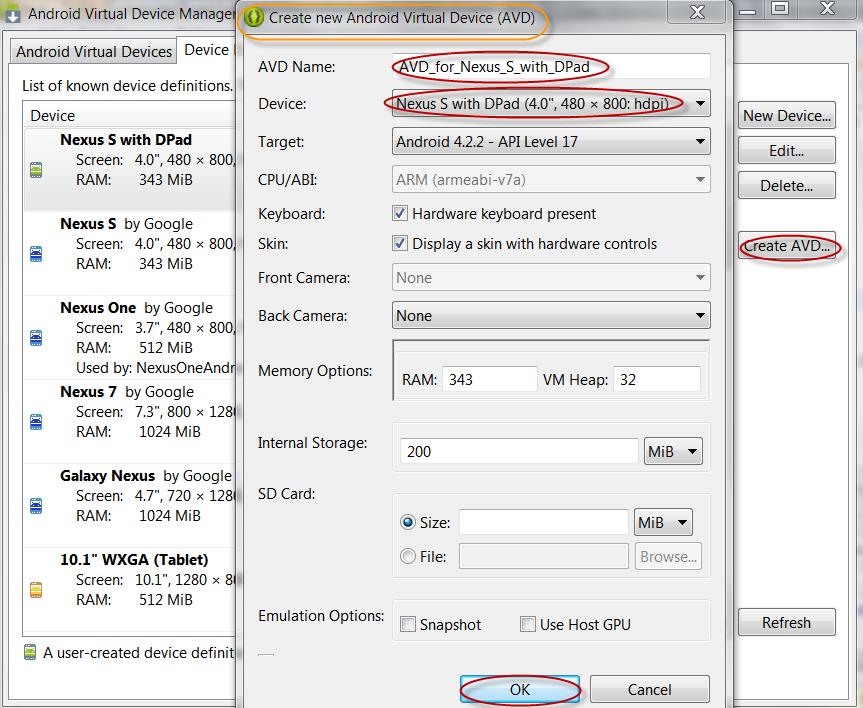 Android Virtual Device Manager
Create new Android Virtual Device (AVD)
Android Virtual Devices
Device
List of known device definitions.
Device
Nexus S with DPad
Screen: 4.0", 480 × 800,
RAM: 343 MiB
Nexus S by Google
Screen: 4.0", 480 × 800,
RAM: 343 MiB
Nexus One by Google
Screen: 3.7", 480 × 800,
RAM: 512 MiB
Used by: NexusOneAndr
Nexus 7 by Google
Screen: 7.3", 800 × 1280
RAM: 1024 MiB
Galaxy Nexus by Google
Screen: 4.7", 720 × 1280
RAM: 1024 MiB
10.1" WXGA (Tablet)
Screen: 10.1", 1280 × 80
RAM: 512 MiB
A user-created device definit
AVD Name: AVD_for_Nexus_S_with_DPad
Device: Nexus S with DPad (4.0", 480 × 800: hdpi)
Target: Android 4.2.2 - API Level 17
CPU/ABI: ARM (armeabi-v7a)
Keyboard: Hardware keyboard present
Skin: Display a skin with hardware controls
Front Camera: None
Back Camera: None
Memory Options: RAM: 343 VM Heap: 32
Internal Storage: 200 MiB
SD Card:
Size: MiB
File: Browse...
Emulation Options: Snapshot Use Host GPU
OK Cancel
New Device...
Edit...
Delete...
Create AVD...
Refresh